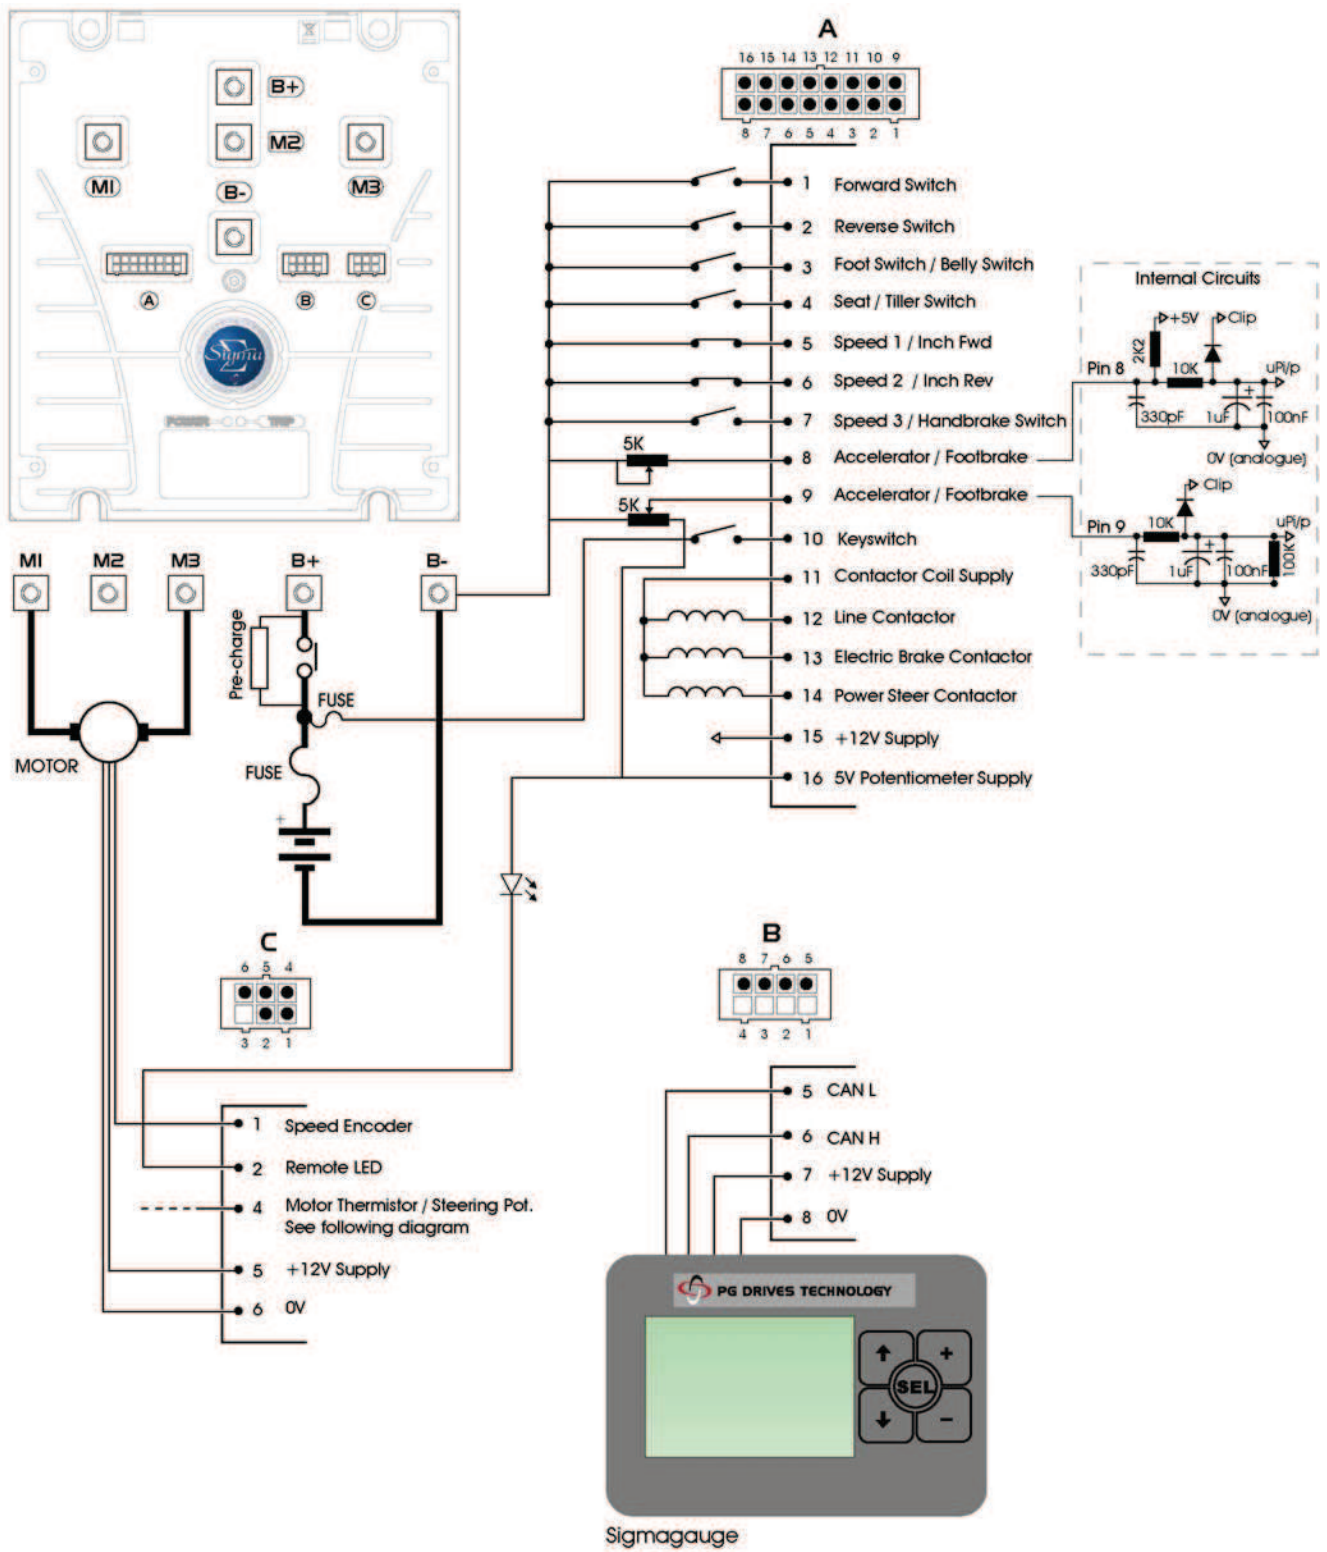 A
16 15 14 13 12 11 10 9
8 7 6 5 4 3 2 1
B+
M2
M1
B-
M3
A
B
C
Sigma
POWER
TRIP
1 Forward Switch
2 Reverse Switch
3 Foot Switch / Belly Switch
4 Seat / Tiller Switch
5 Speed 1 / Inch Fwd
6 Speed 2 / Inch Rev
7 Speed 3 / Handbrake Switch
5K
8 Accelerator / Footbrake
5K
9 Accelerator / Footbrake
10 Keyswitch
11 Contactor Coil Supply
12 Line Contactor
13 Electric Brake Contactor
14 Power Steer Contactor
15 +12V Supply
16 5V Potentiometer Supply
Internal Circuits
+5V
Clip
2K2
Pin 8
10K
uPi/p
330pF
1uF
+
100nF
0V (analogue)
Clip
Pin 9
10K
uPi/p
330pF
1uF
+
100nF
100K
0V (analogue)
M1
M2
M3
B+
B-
Pre-charge
FUSE
FUSE
+
MOTOR
C
6 5 4
3 2 1
1 Speed Encoder
2 Remote LED
4 Motor Thermistor / Steering Pot.
See following diagram
5 +12V Supply
6 0V
B
8 7 6 5
4 3 2 1
5 CAN L
6 CAN H
7 +12V Supply
8 0V
PG DRIVES TECHNOLOGY
+
SEL
-
Sigmagauge